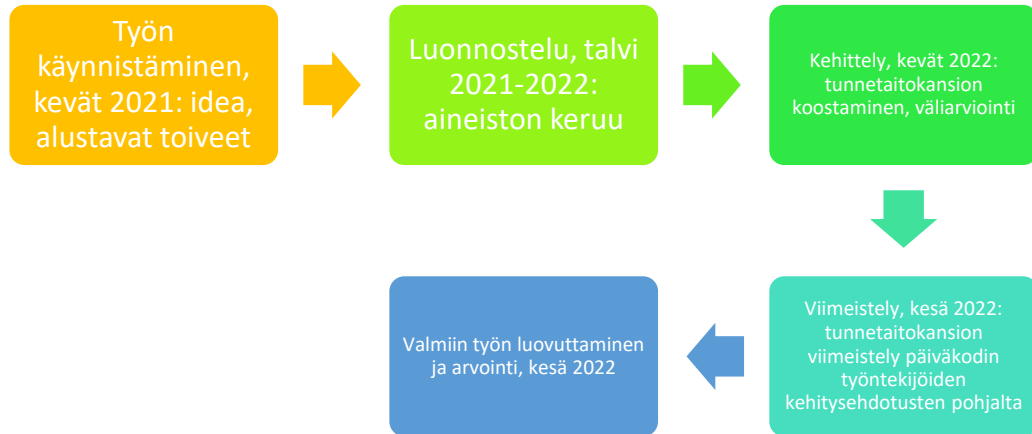 Työn
käynnistäminen,
kevät 2021: idea,
alustavat toiveet
Luonnostelu, talvi
2021-2022:
aineiston keruu
Kehittely, kevät 2022:
tunnetaitokansion
koostaminen, väliarviointi
Viimeistely, kesä 2022:
tunnetaitokansion
viimeistely päiväkodin
työntekijöiden
kehitysehdotusten pohjalta
Valmiin työn luovuttaminen
ja arvointi, kesä 2022